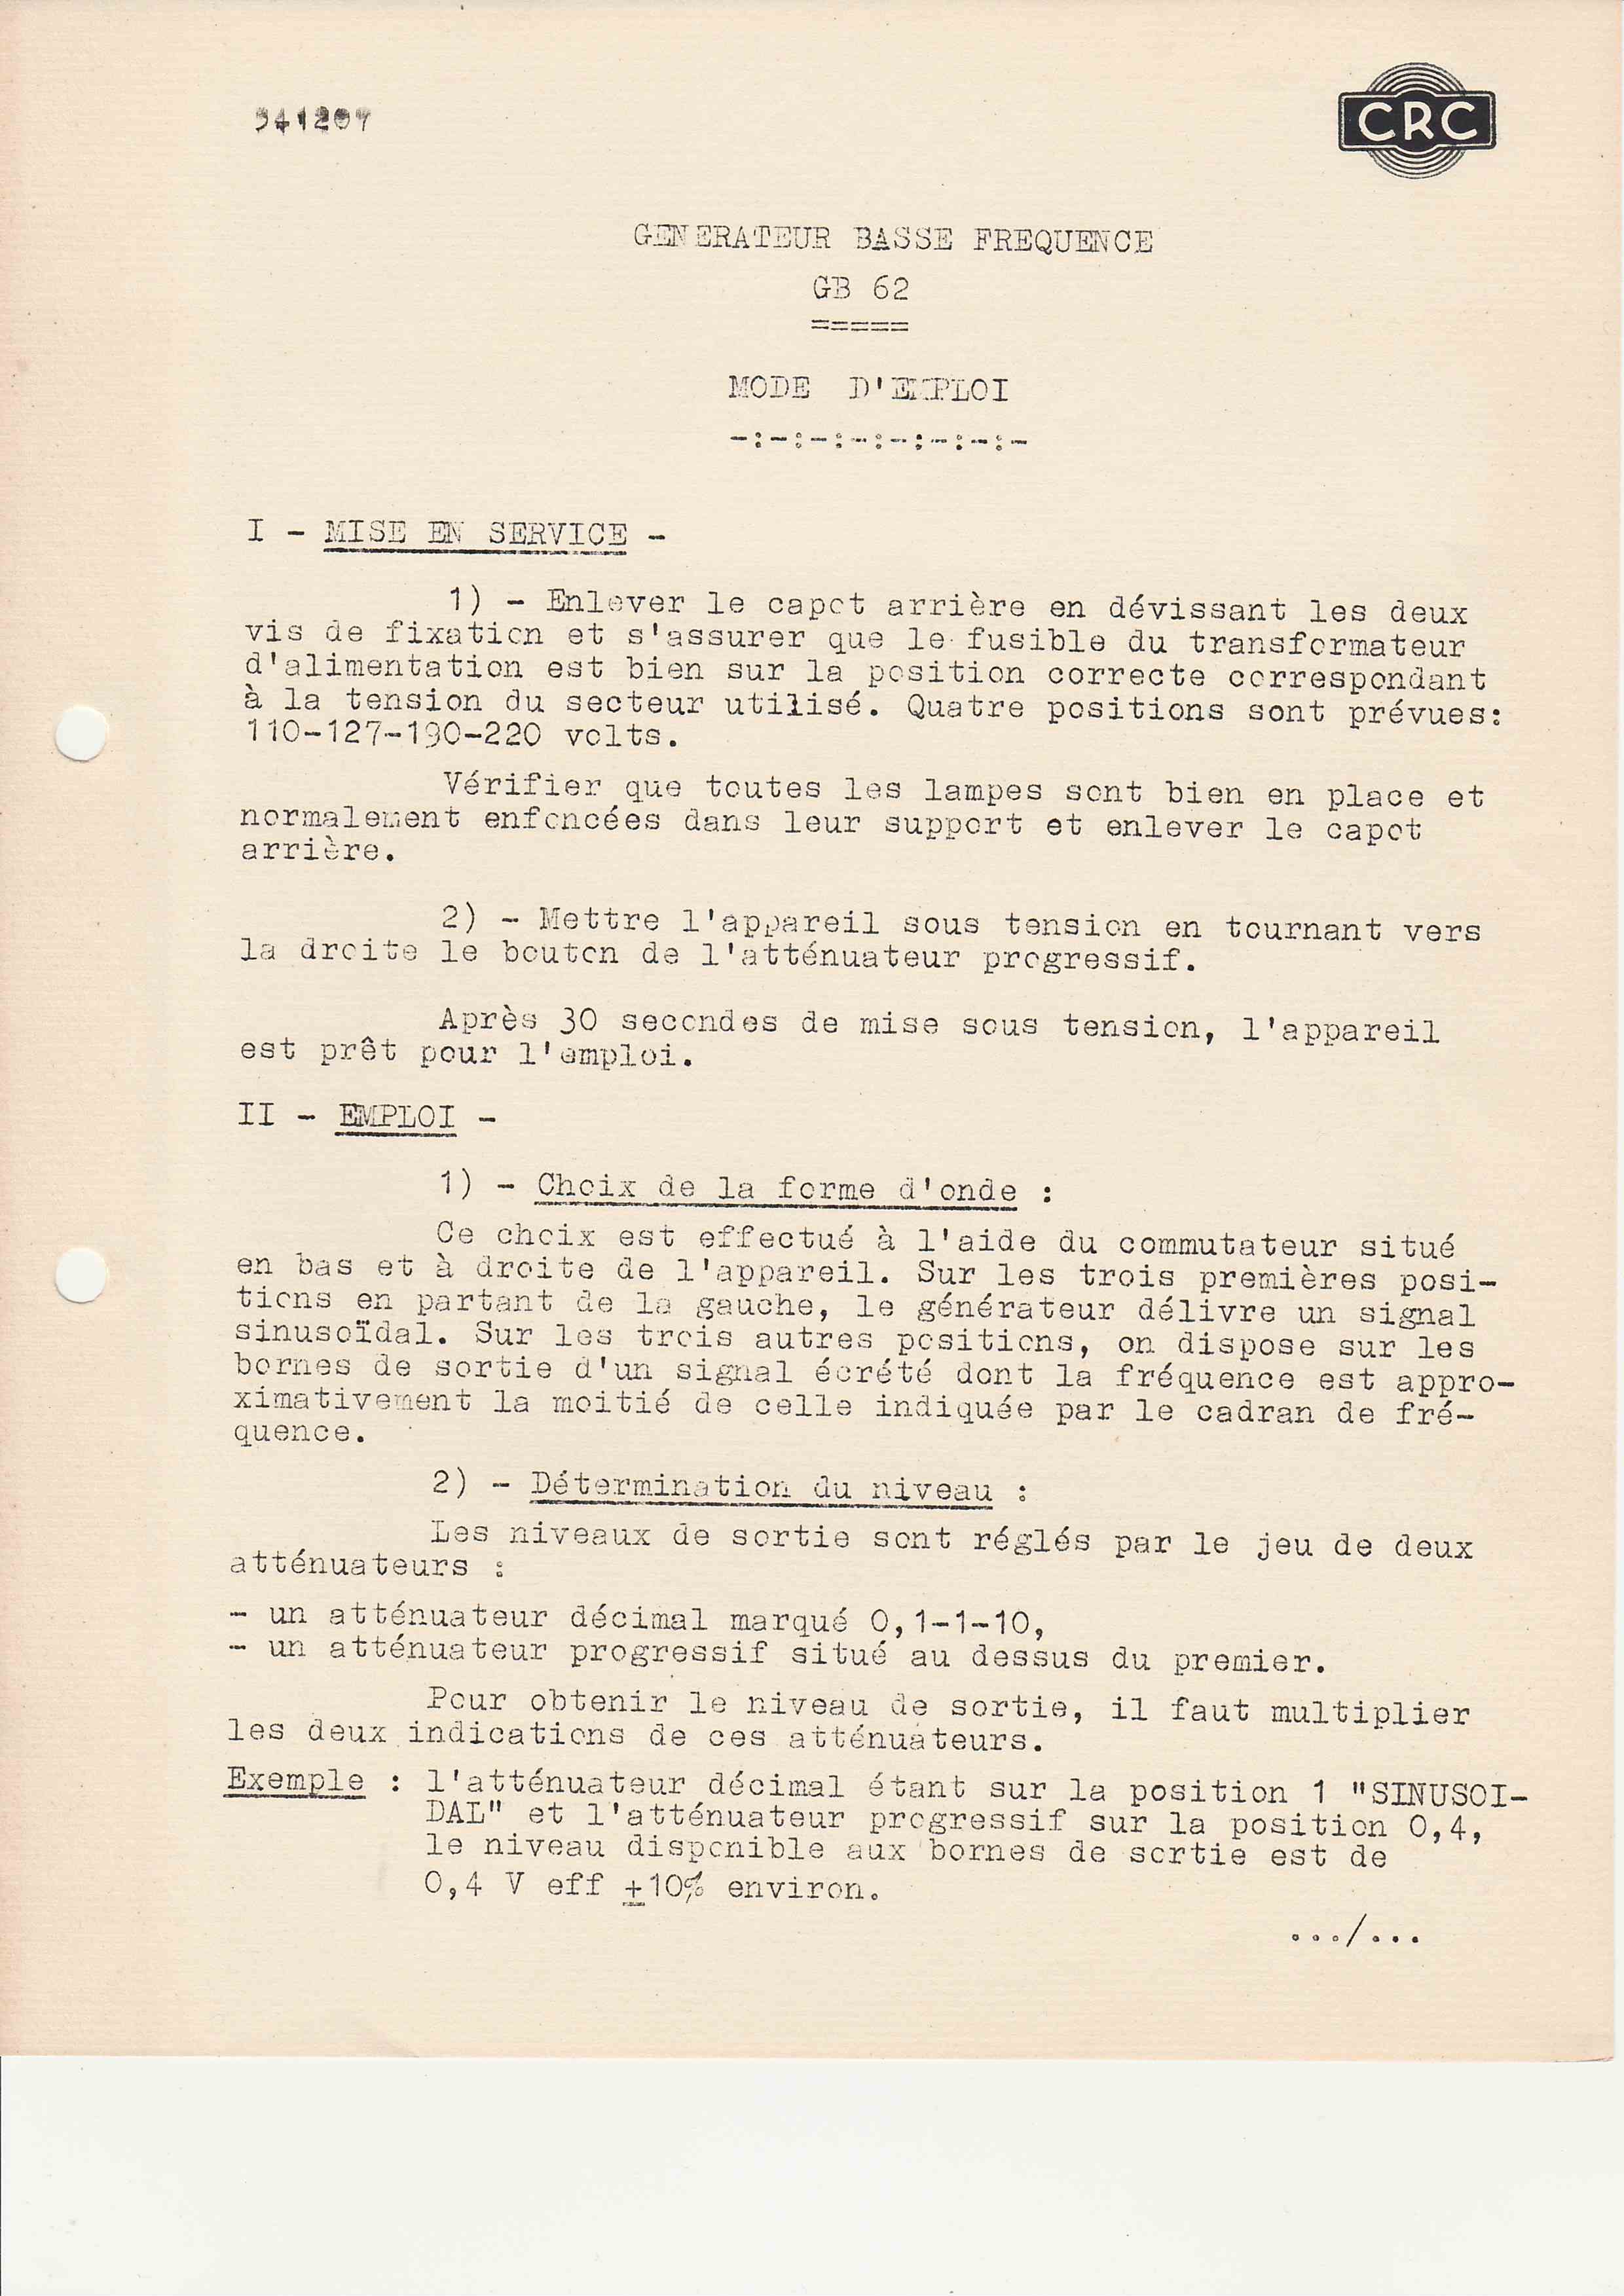 941207
CRC
GENERATEUR BASSE FREQUENCE
GB 62
=====
MODE D'EMPLOI
-:-:-:-:-:-:-:-
I - MISE EN SERVICE -
1) - Enlever le capot arrière en dévissant les deux
vis de fixation et s'assurer que le fusible du transformateur
d'alimentation est bien sur la position correcte correspondant
à la tension du secteur utilisé. Quatre positions sont prévues:
110-127-190-220 volts.
Vérifier que toutes les lampes sont bien en place et
normalement enfoncées dans leur support et enlever le capot
arrière.
2) - Mettre l'appareil sous tension en tournant vers
la droite le bouton de l'atténuateur progressif.
Après 30 secondes de mise sous tension, l'appareil
est prêt pour l'emploi.
II - EMPLOI -
1) - Choix de la forme d'onde :
Ce choix est effectué à l'aide du commutateur situé
en bas et à droite de l'appareil. Sur les trois premières posi-
tions en partant de la gauche, le générateur délivre un signal
sinusoïdal. Sur les trois autres positions, on dispose sur les
bornes de sortie d'un signal écrété dont la fréquence est appro-
ximativement la moitié de celle indiquée par le cadran de fré-
quence.
2) - Détermination du niveau :
Les niveaux de sortie sont réglés par le jeu de deux
atténuateurs :
- un atténuateur décimal marqué 0,1-1-10,
- un atténuateur progressif situé au dessus du premier.
Pour obtenir le niveau de sortie, il faut multiplier
les deux indications de ces atténuateurs.
Exemple : l'atténuateur décimal étant sur la position 1 "SINUSOI-
DAL" et l'atténuateur progressif sur la position 0,4,
le niveau disponible aux bornes de sortie est de
0,4 V eff ±10% environ.
.../...